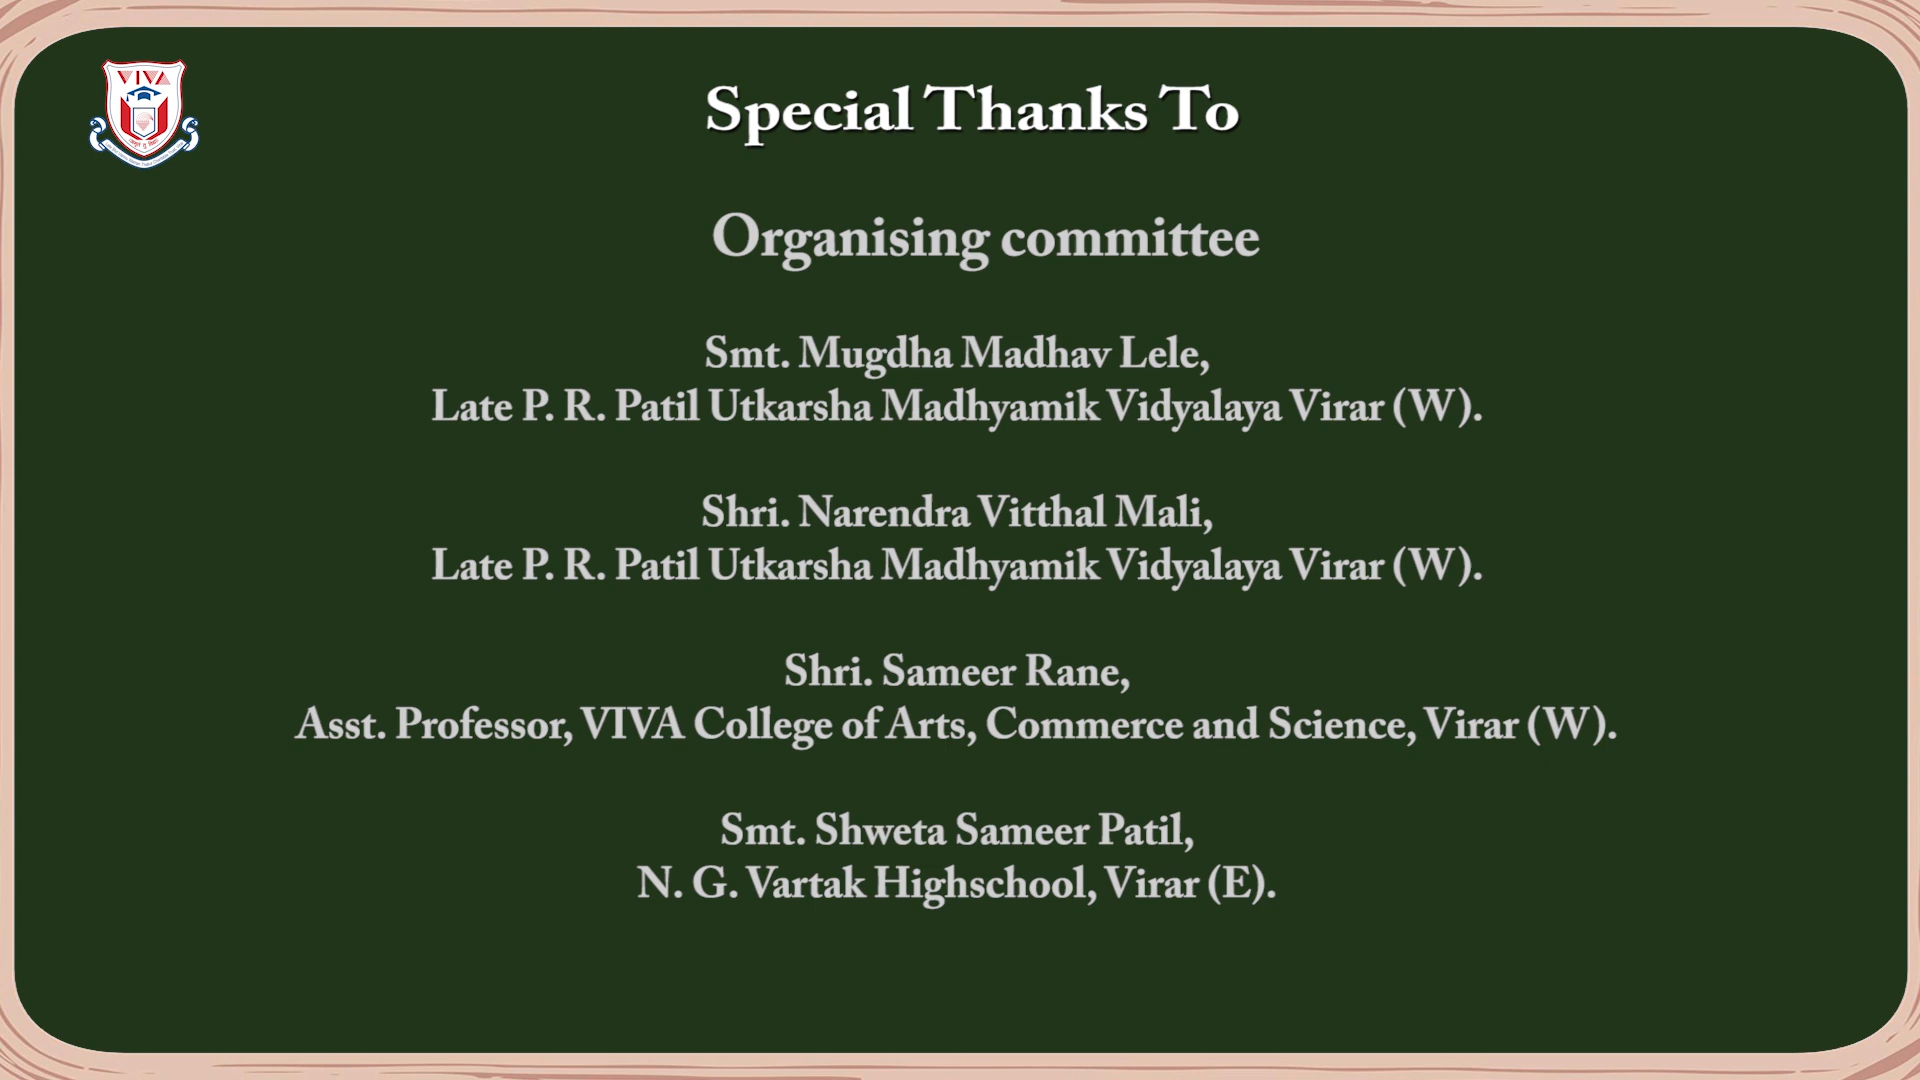 VIVA
Special Thanks To
Organising committee
Smt. Mugdha Madhav Lele,
Late P. R. Patil Utkarsha Madhyamik Vidyalaya Virar (W).
Shri. Narendra Vitthal Mali,
Late P. R. Patil Utkarsha Madhyamik Vidyalaya Virar (W).
Shri. Sameer Rane,
Asst. Professor, VIVA College of Arts, Commerce and Science, Virar (W).
Smt. Shweta Sameer Patil,
N. G. Vartak Highschool, Virar (E).